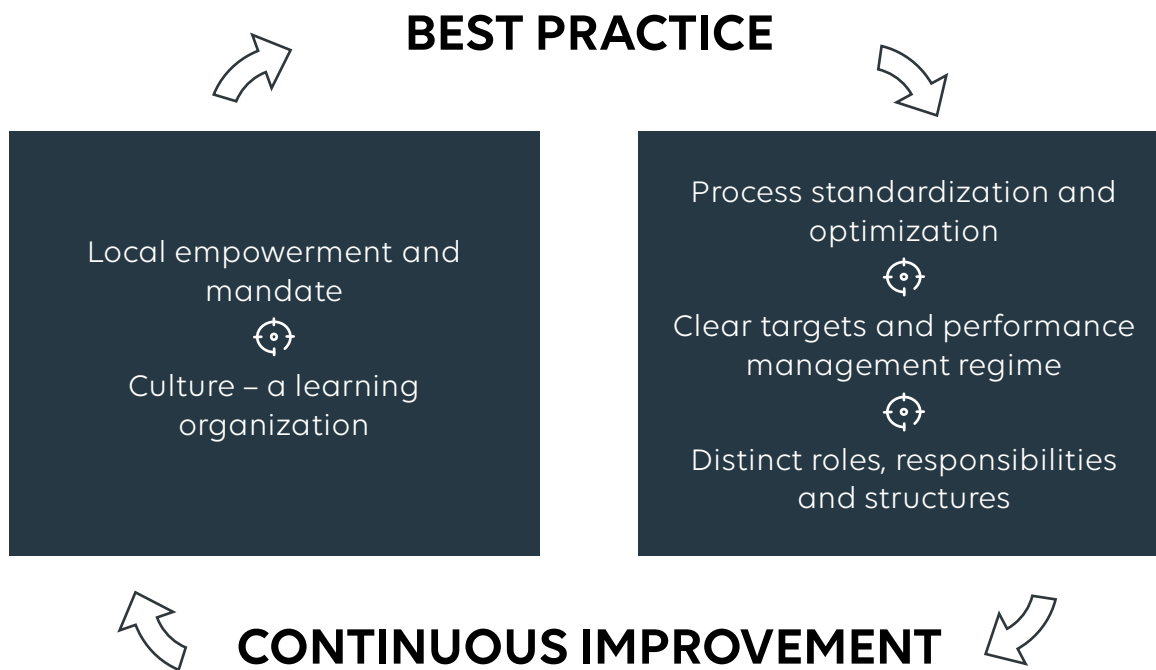 BEST PRACTICE
Local empowerment and
mandate
Culture – a learning
organization
Process standardization and
optimization
Clear targets and performance
management regime
Distinct roles, responsibilities
and structures
CONTINUOUS IMPROVEMENT